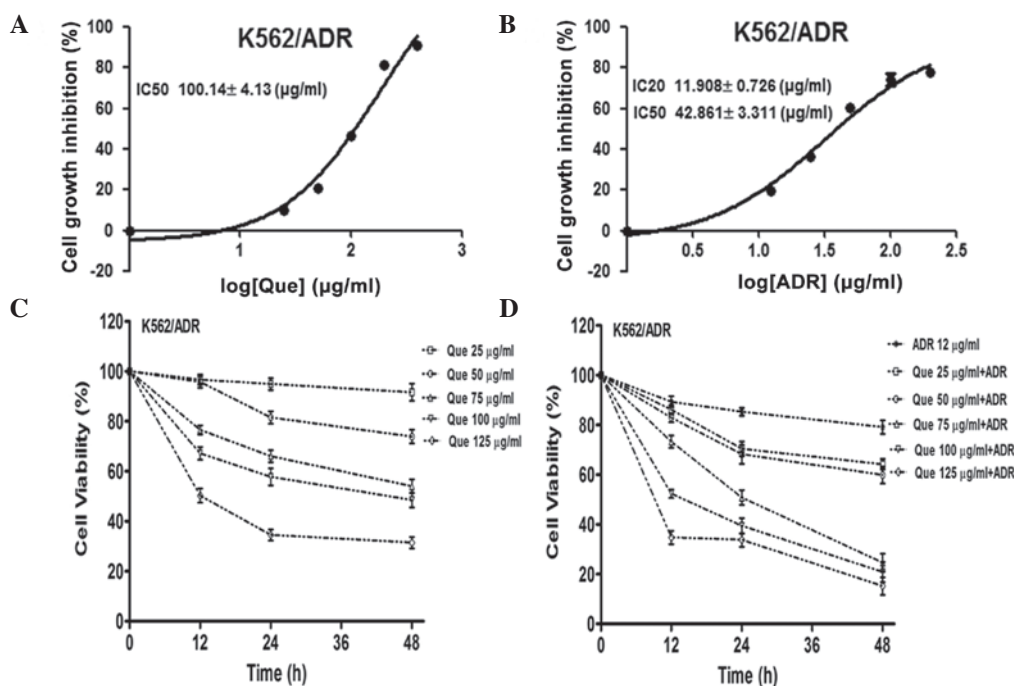 A
K562/ADR
IC50 100.14± 4.13 (µg/ml)
Cell growth inhibition (%)
100
80
60
40
20
0
-20
1
2
3
log[Que] (µg/ml)
B
K562/ADR
IC20 11.908± 0.726 (µg/ml)
IC50 42.861± 3.311 (µg/ml)
Cell growth inhibition (%)
100
80
60
40
20
0
-20
0.5
1.0
1.5
2.0
2.5
log[ADR] (µg/ml)
C
K562/ADR
Cell Viability (%)
120
100
80
60
40
20
0
0
12
24
36
48
Time (h)
Que 25 µg/ml
Que 50 µg/ml
Que 75 µg/ml
Que 100 µg/ml
Que 125 µg/ml
D
K562/ADR
Cell Viability (%)
120
100
80
60
40
20
0
0
12
24
36
48
Time (h)
ADR 12 µg/ml
Que 25 µg/ml+ADR
Que 50 µg/ml+ADR
Que 75 µg/ml+ADR
Que 100 µg/ml+ADR
Que 125 µg/ml+ADR